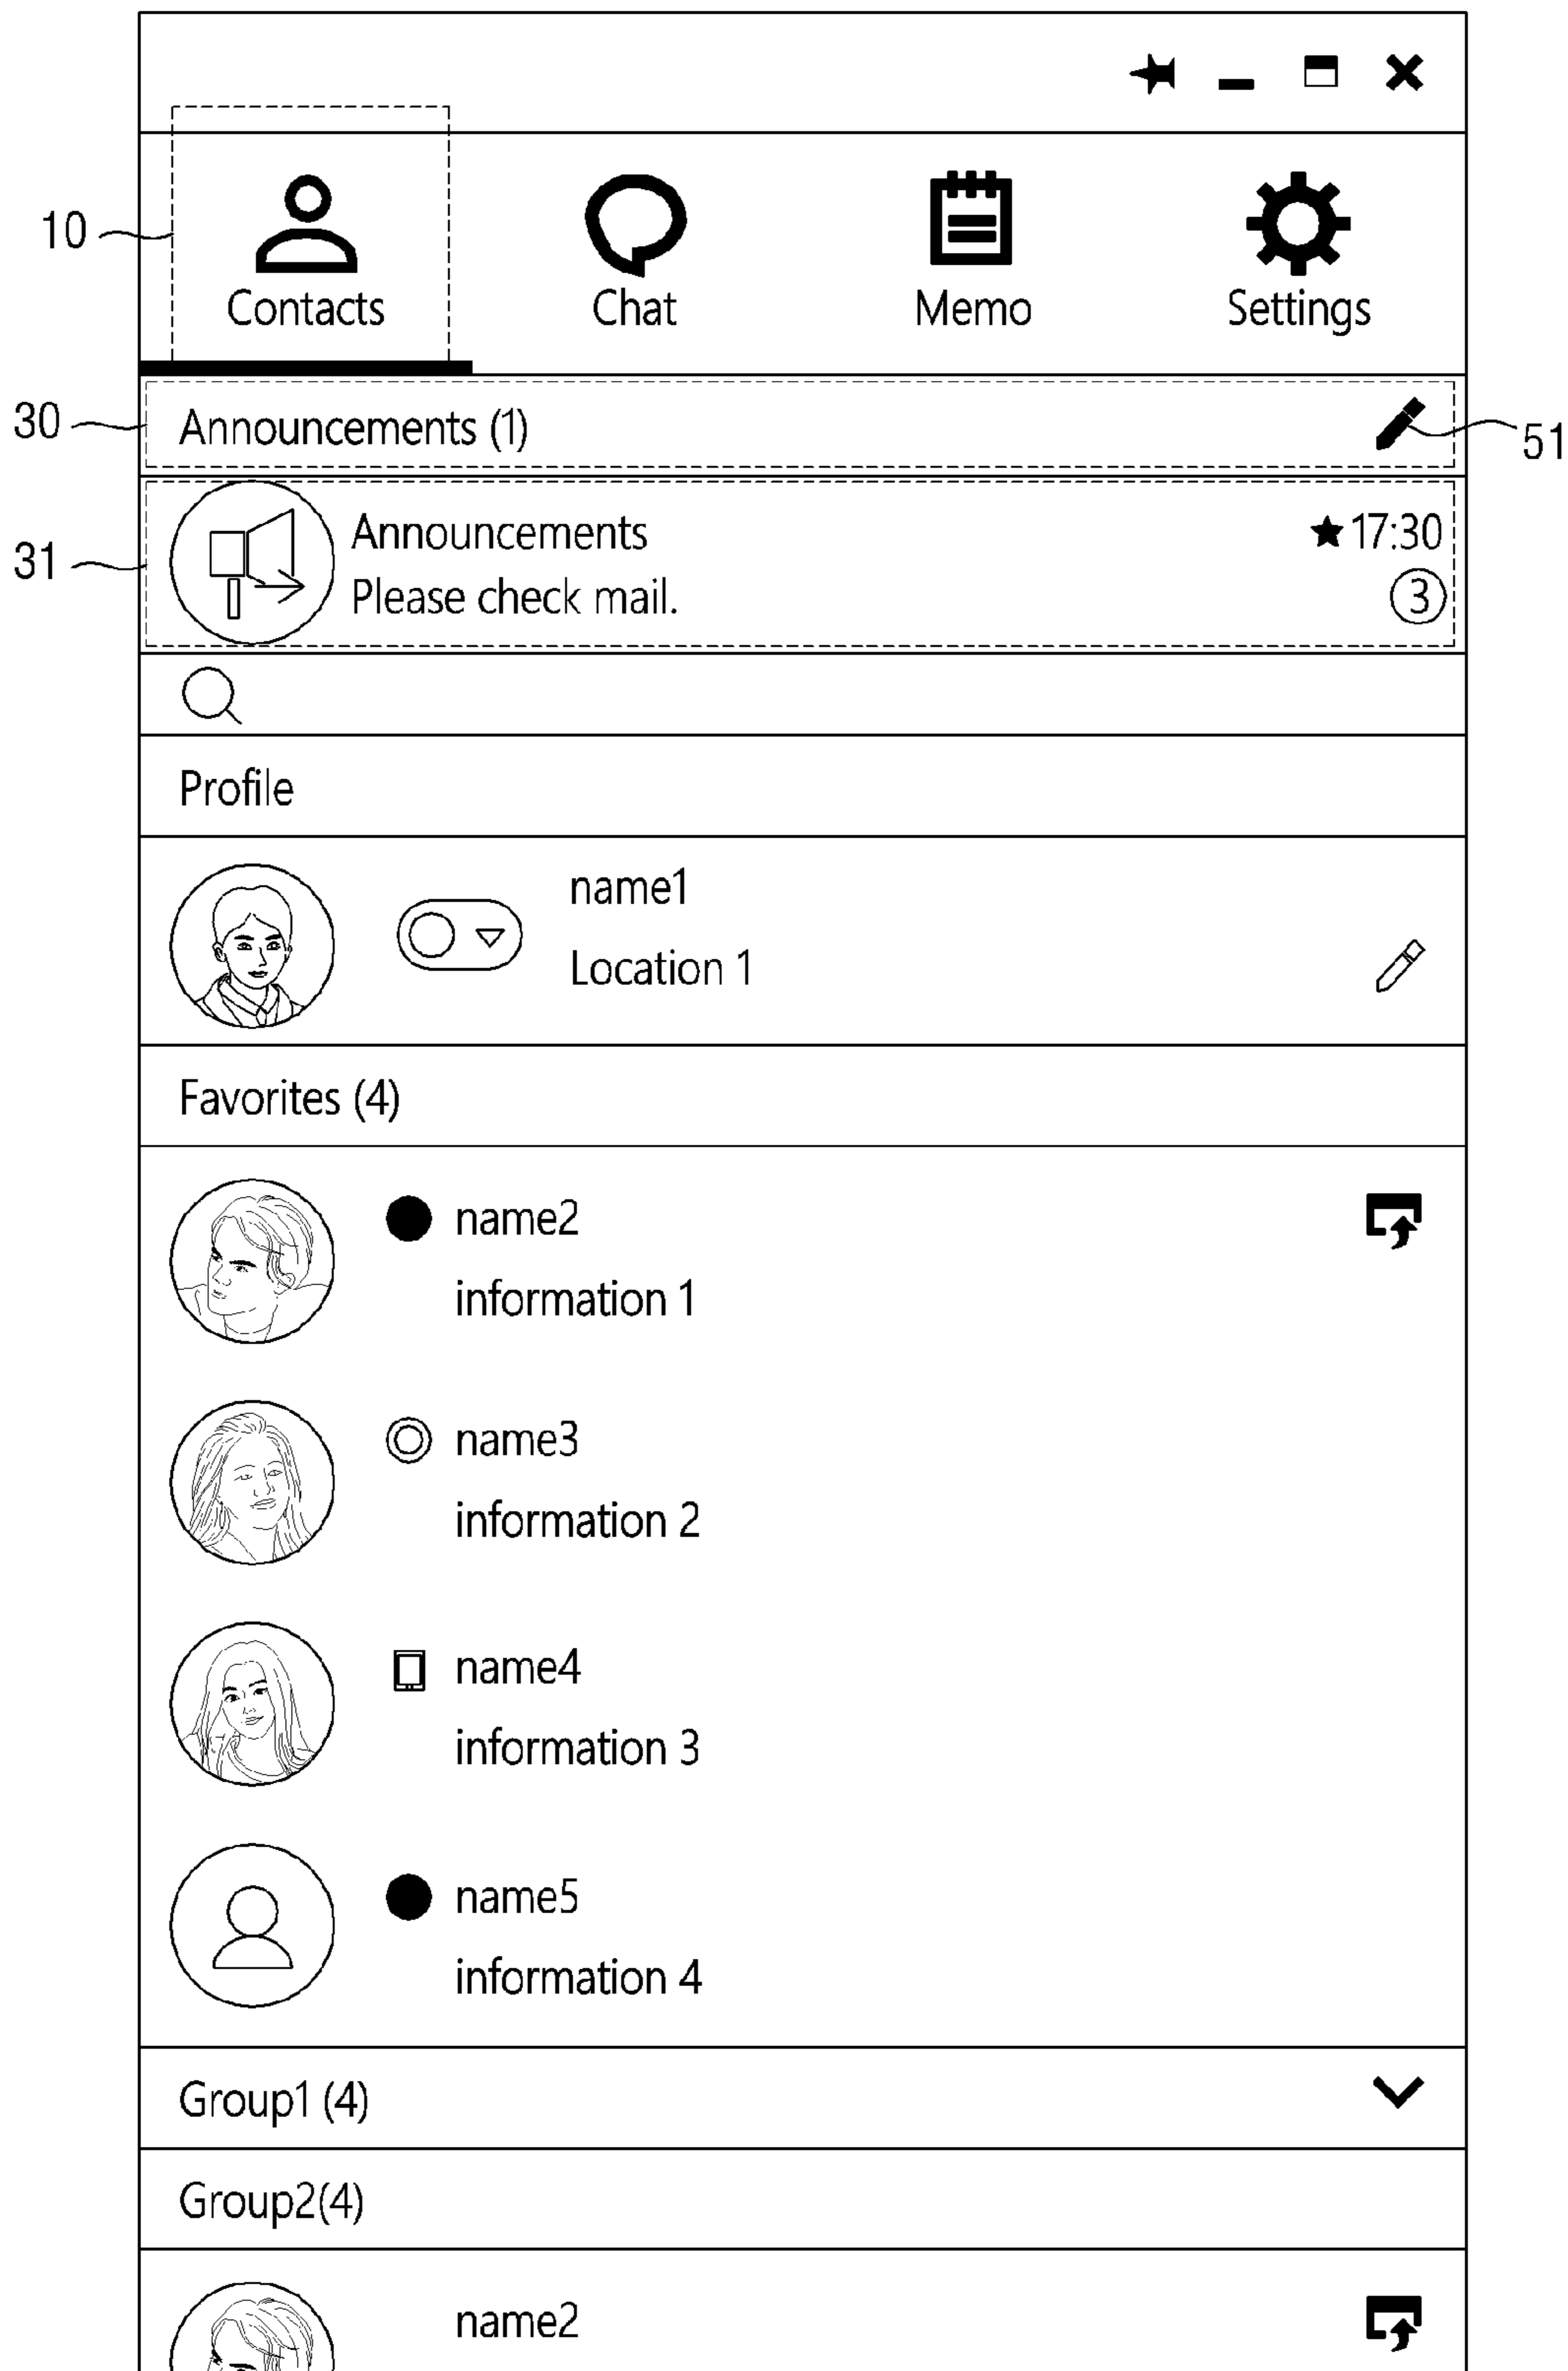 10
Contacts
Chat
Memo
Settings
30
Announcements (1)
51
31
Announcements
★17:30
Please check mail.
3
Profile
name1
Location 1
Favorites (4)
name2
information 1
name3
information 2
name4
information 3
name5
information 4
Group1 (4)
Group2(4)
name2